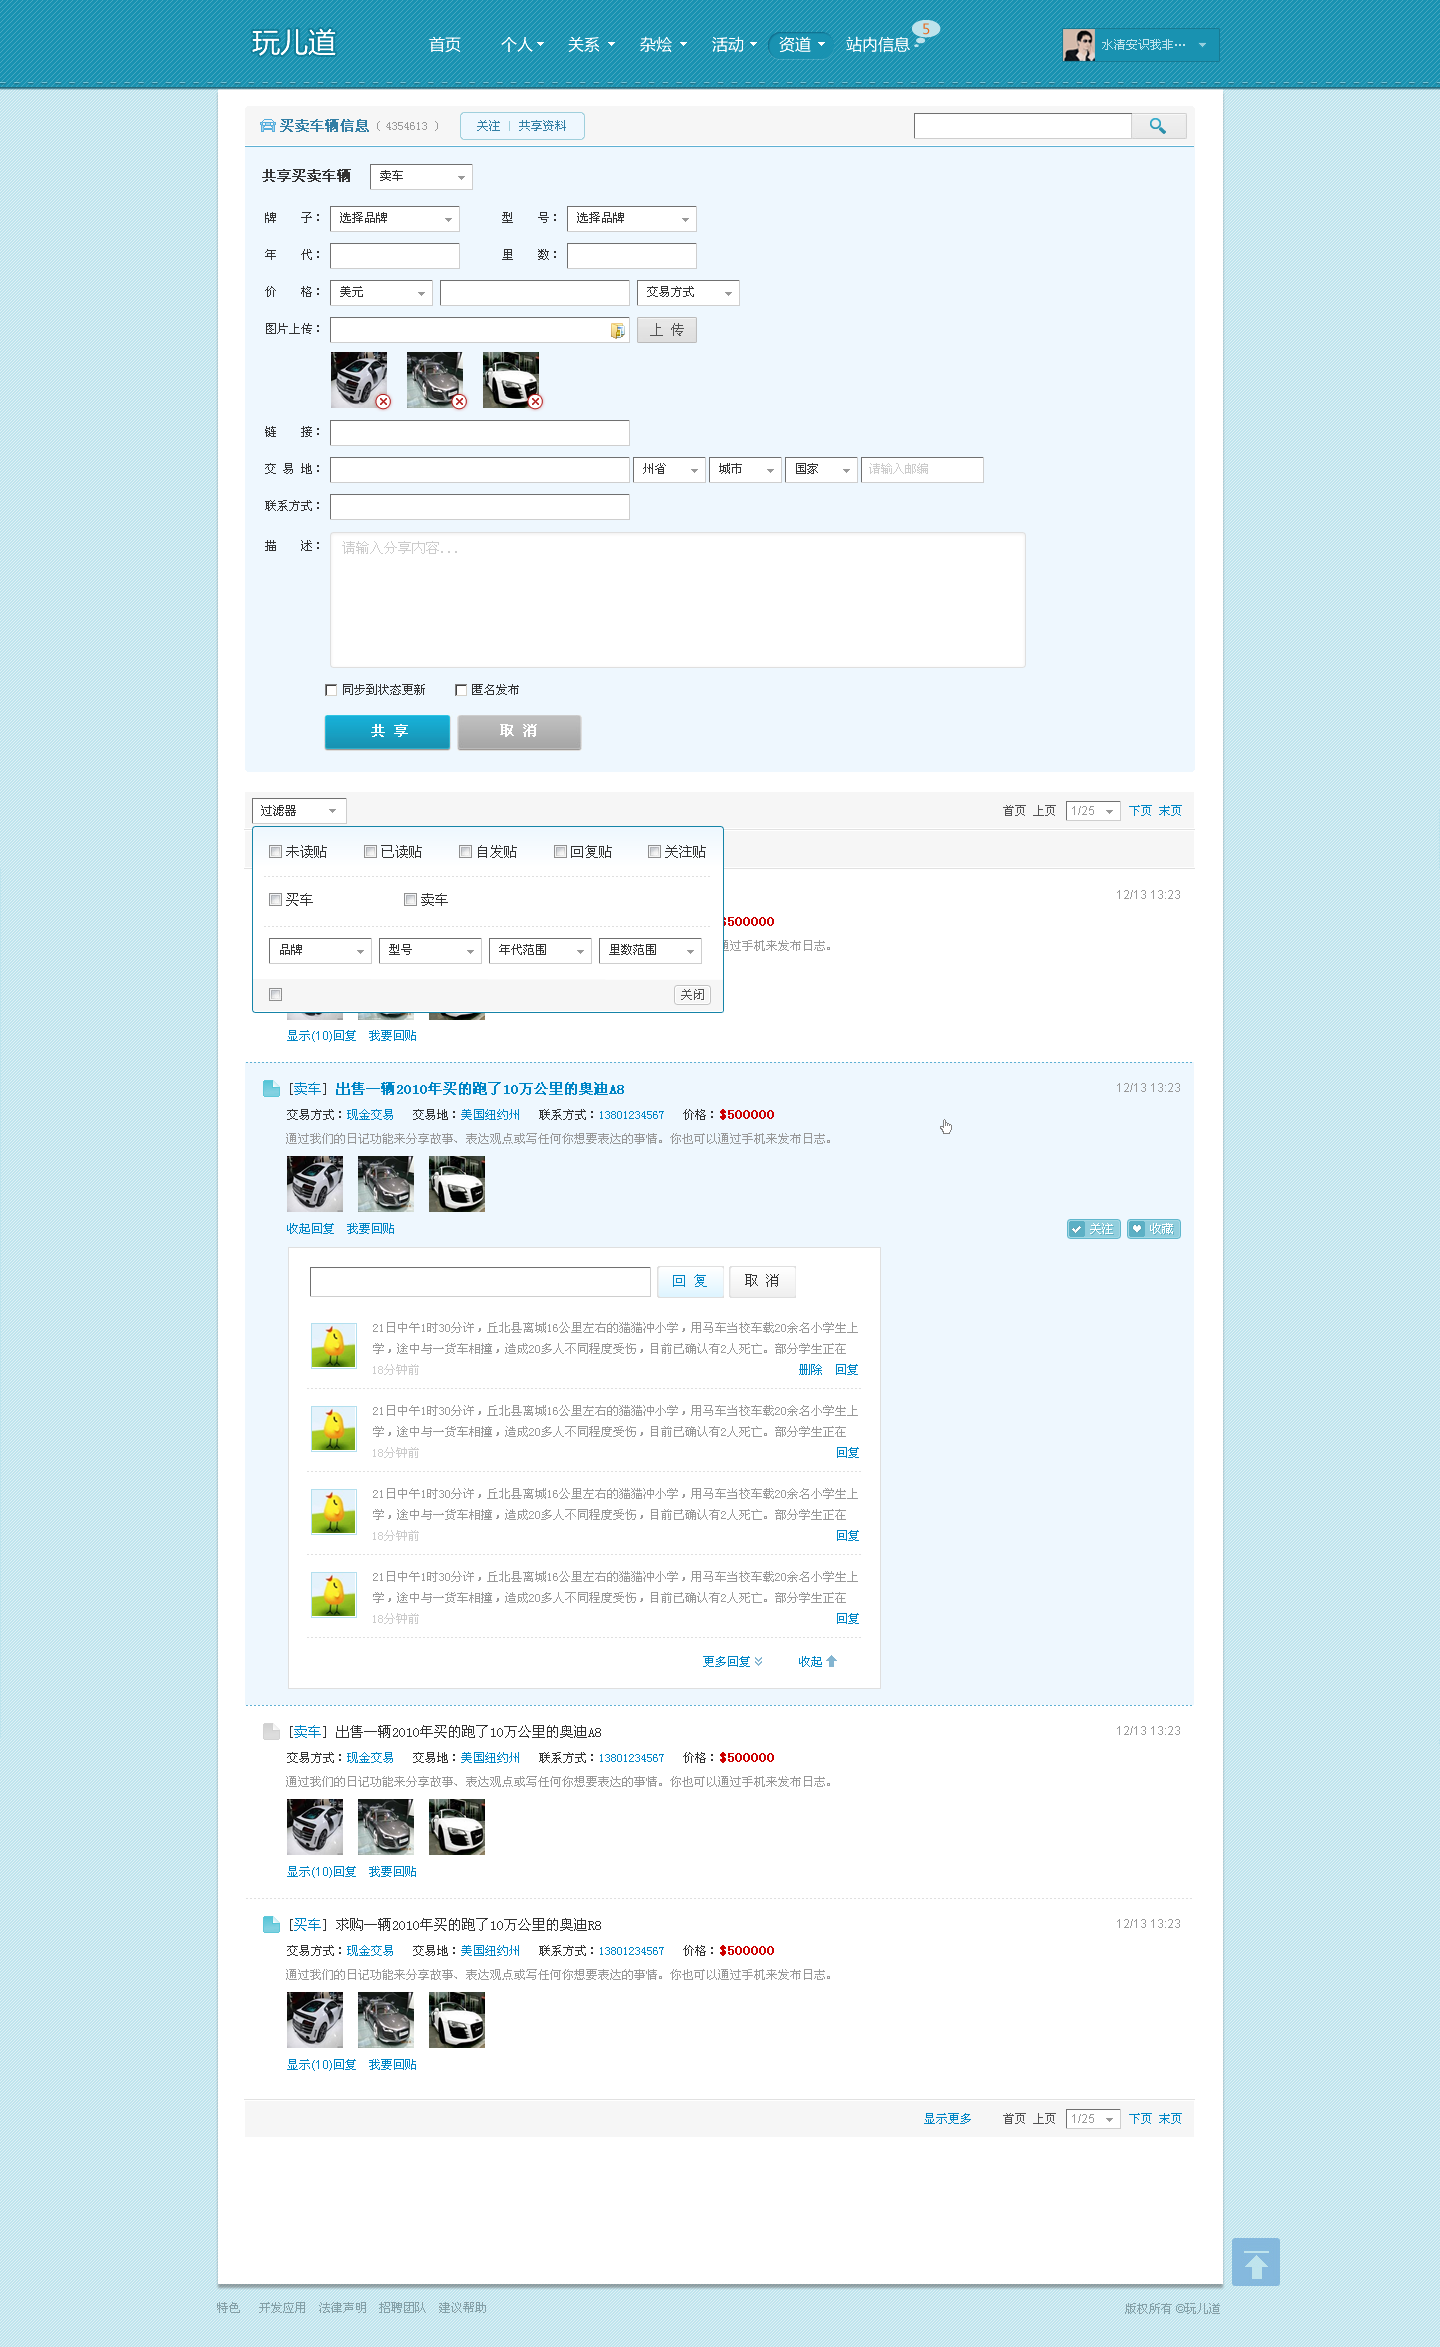 玩儿道 首页 个人 关系 杂烩 活动 资道 站内信息 5 水清安识我非…
买卖车辆信息 ( 4354613 ) 关注 | 共享资料
共享买卖车辆 卖车
牌 子： 选择品牌 型 号： 选择品牌
年 代： 里 数：
价 格： 美元 交易方式
图片上传： 上 传
链 接：
交 易 地： 州省 城市 国家 请输入邮编
联系方式：
描 述： 请输入分享内容...
同步到状态更新 匿名发布
共 享 取 消
过滤器 首页 上页 1/25 下页 末页
未读贴 已读贴 自发贴 回复贴 关注贴
买车 卖车 12/13 13:23
$500000
品牌 型号 年代范围 里数范围 通过手机来发布日志。
关闭
显示(10)回复 我要回贴
[卖车] 出售一辆2010年买的跑了10万公里的奥迪A8 12/13 13:23
交易方式：现金交易 交易地：美国纽约州 联系方式：13801234567 价格：$500000
通过我们的日记功能来分享故事、表达观点或写任何你想要表达的事情。你也可以通过手机来发布日志。
收起回复 我要回贴 关注 收藏
回 复 取 消
21日中午1时30分许，丘北县离城16公里左右的猫猫冲小学，用马车当校车载20余名小学生上
学，途中与一货车相撞，造成20多人不同程度受伤，目前已确认有2人死亡。部分学生正在
18分钟前 删除 回复
21日中午1时30分许，丘北县离城16公里左右的猫猫冲小学，用马车当校车载20余名小学生上
学，途中与一货车相撞，造成20多人不同程度受伤，目前已确认有2人死亡。部分学生正在
18分钟前 回复
21日中午1时30分许，丘北县离城16公里左右的猫猫冲小学，用马车当校车载20余名小学生上
学，途中与一货车相撞，造成20多人不同程度受伤，目前已确认有2人死亡。部分学生正在
18分钟前 回复
21日中午1时30分许，丘北县离城16公里左右的猫猫冲小学，用马车当校车载20余名小学生上
学，途中与一货车相撞，造成20多人不同程度受伤，目前已确认有2人死亡。部分学生正在
18分钟前 回复
更多回复 收起
[卖车] 出售一辆2010年买的跑了10万公里的奥迪A8 12/13 13:23
交易方式：现金交易 交易地：美国纽约州 联系方式：13801234567 价格：$500000
通过我们的日记功能来分享故事、表达观点或写任何你想要表达的事情。你也可以通过手机来发布日志。
显示(10)回复 我要回贴
[买车] 求购一辆2010年买的跑了10万公里的奥迪R8 12/13 13:23
交易方式：现金交易 交易地：美国纽约州 联系方式：13801234567 价格：$500000
通过我们的日记功能来分享故事、表达观点或写任何你想要表达的事情。你也可以通过手机来发布日志。
显示(10)回复 我要回贴
显示更多 首页 上页 1/25 下页 末页
特色 开发应用 法律声明 招聘团队 建议帮助 版权所有 ©玩儿道